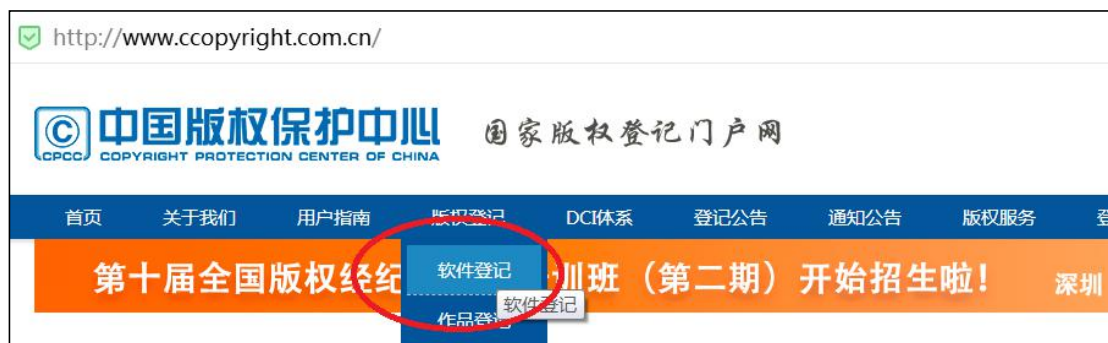 http://www.ccopyright.com.cn/
中国版权保护中心 国家版权登记门户网
CPCC COPYRIGHT PROTECTION CENTER OF CHINA
首页 关于我们 用户指南 版权登记 DCI体系 登记公告 通知公告 版权服务
第十届全国版权经纪 训班（第二期）开始招生啦！ 深圳
软件登记
软件登记
作品登记